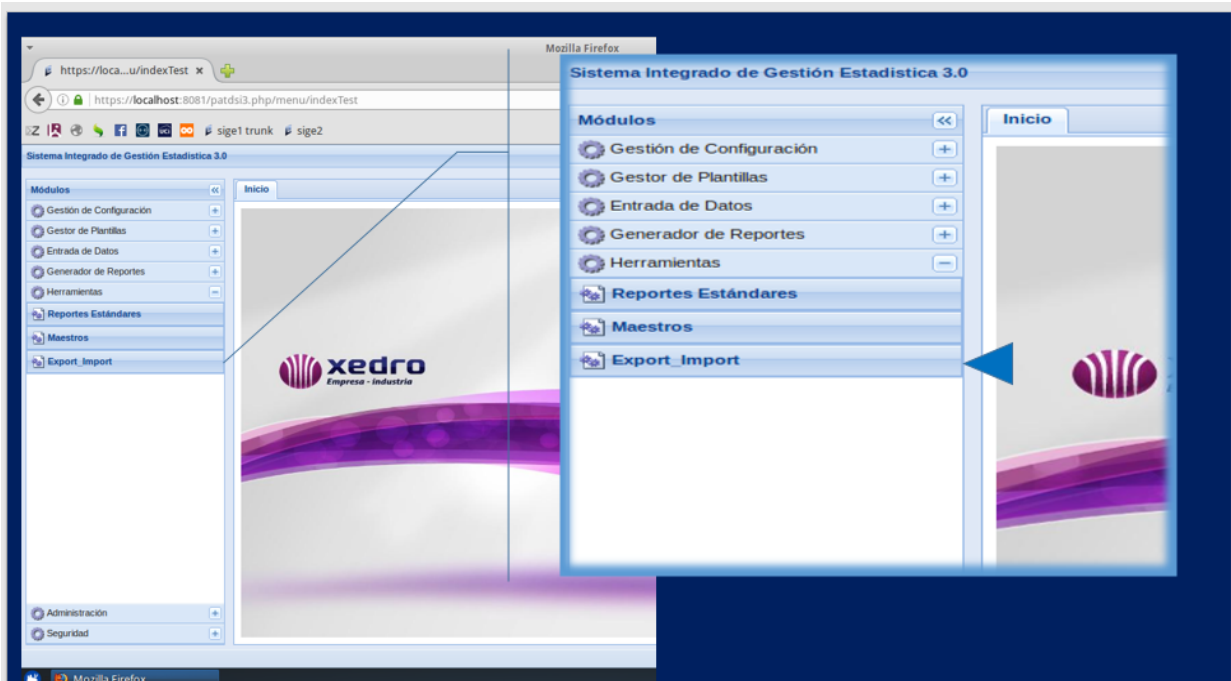 Mozilla Firefox
https://loca...u/indexTest
https://localhost:8081/patdsi3.php/menu/indexTest
sige1 trunk
sige2
Sistema Integrado de Gestión Estadistica 3.0
Módulos
Inicio
Gestión de Configuración
Gestor de Plantillas
Entrada de Datos
Generador de Reportes
Herramientas
Reportes Estándares
Maestros
Export_Import
xedro
Empresa - industria
Administración
Seguridad
Mozilla Firefox
Sistema Integrado de Gestión Estadistica 3.0
Módulos
Inicio
Gestión de Configuración
Gestor de Plantillas
Entrada de Datos
Generador de Reportes
Herramientas
Reportes Estándares
Maestros
Export_Import